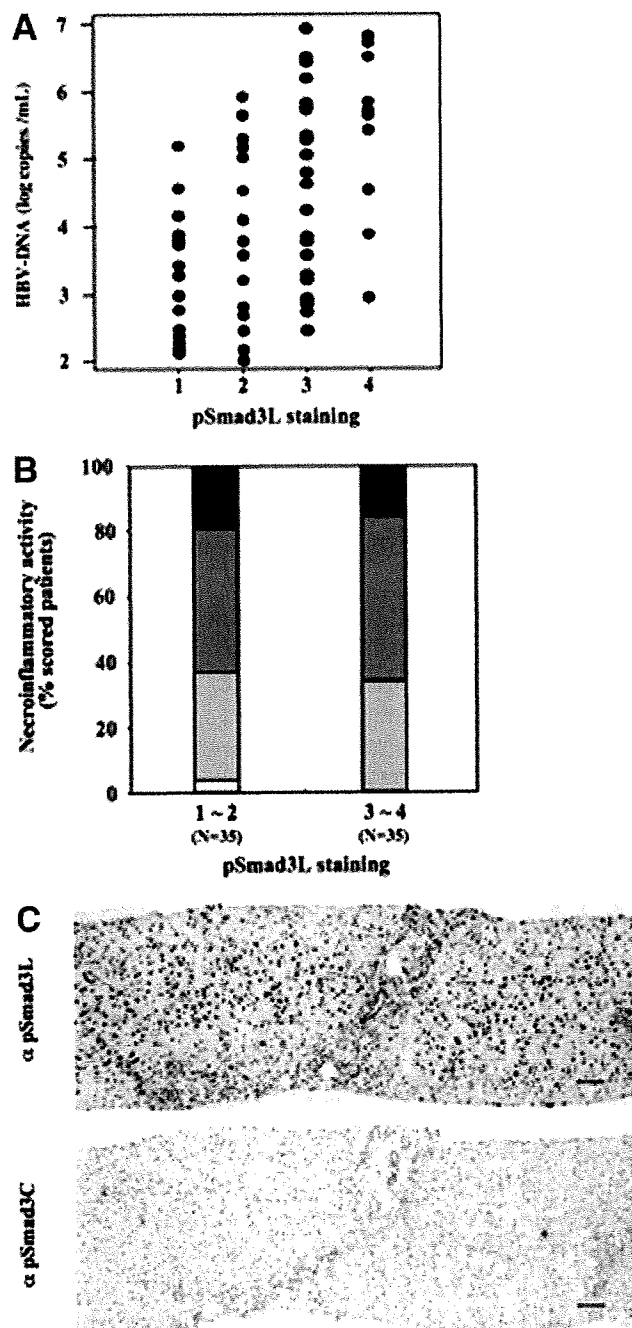 A
HBV-DNA (log copies /mL)
7
6
5
4
3
2
1 2 3 4
pSmad3L staining
B
Necroinflammatory activity
(% scored patients)
100
80
60
40
20
0
1 ~ 2 3 ~ 4
(N=35) (N=35)
pSmad3L staining
C
α pSmad3L
α pSmad3C